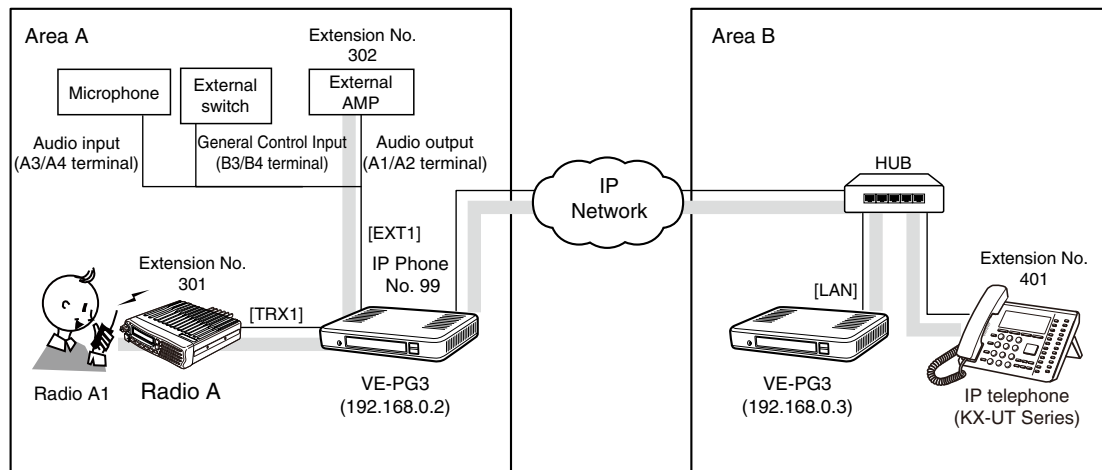 Area A
Extension No.
302
Microphone
External
switch
External
AMP
Audio input
(A3/A4 terminal)
General Control Input
(B3/B4 terminal)
Audio output
(A1/A2 terminal)
[EXT1]
IP Phone
No. 99
Extension No.
301
[TRX1]
Radio A1
Radio A
VE-PG3
(192.168.0.2)
IP
Network
Area B
HUB
[LAN]
Extension No.
401
VE-PG3
(192.168.0.3)
IP telephone
(KX-UT Series)